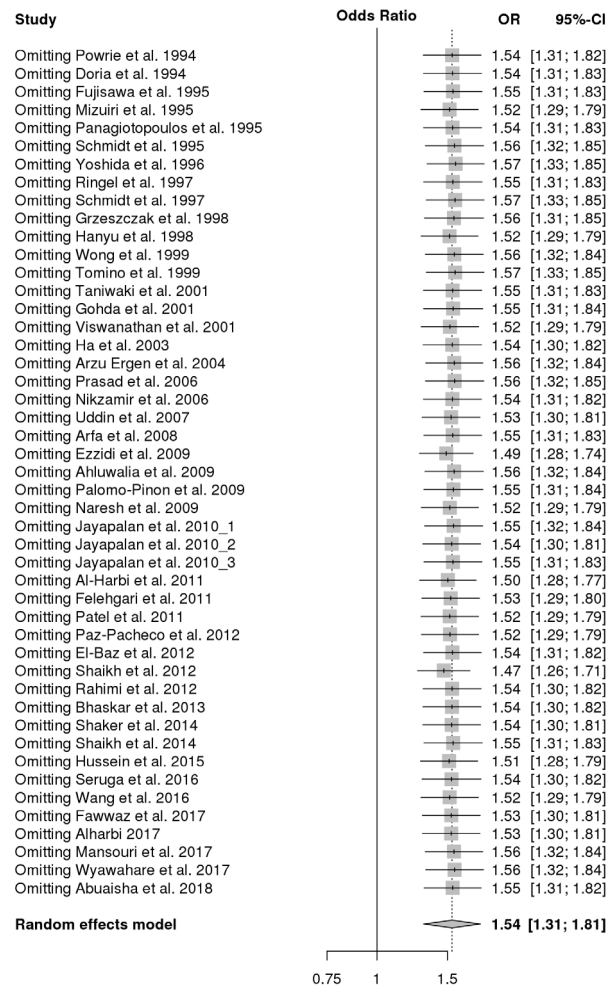 Study Odds Ratio OR 95%-CI
Omitting Powrie et al. 1994 1.54 [1.31; 1.82]
Omitting Doria et al. 1994 1.54 [1.31; 1.83]
Omitting Fujisawa et al. 1995 1.55 [1.31; 1.83]
Omitting Mizuiri et al. 1995 1.52 [1.29; 1.79]
Omitting Panagiotopoulos et al. 1995 1.54 [1.31; 1.83]
Omitting Schmidt et al. 1995 1.56 [1.32; 1.85]
Omitting Yoshida et al. 1996 1.57 [1.33; 1.85]
Omitting Ringel et al. 1997 1.55 [1.31; 1.83]
Omitting Schmidt et al. 1997 1.57 [1.33; 1.85]
Omitting Grzeszczak et al. 1998 1.56 [1.31; 1.85]
Omitting Hanyu et al. 1998 1.52 [1.29; 1.79]
Omitting Wong et al. 1999 1.56 [1.32; 1.84]
Omitting Tomino et al. 1999 1.57 [1.33; 1.85]
Omitting Taniwaki et al. 2001 1.55 [1.31; 1.83]
Omitting Gohda et al. 2001 1.55 [1.31; 1.84]
Omitting Viswanathan et al. 2001 1.52 [1.29; 1.79]
Omitting Ha et al. 2003 1.54 [1.30; 1.82]
Omitting Arzu Ergen et al. 2004 1.56 [1.32; 1.84]
Omitting Prasad et al. 2006 1.56 [1.32; 1.85]
Omitting Nikzamir et al. 2006 1.54 [1.31; 1.82]
Omitting Uddin et al. 2007 1.53 [1.30; 1.81]
Omitting Arfa et al. 2008 1.55 [1.31; 1.83]
Omitting Ezzidi et al. 2009 1.49 [1.28; 1.74]
Omitting Ahluwalia et al. 2009 1.56 [1.32; 1.84]
Omitting Palomo-Pinon et al. 2009 1.55 [1.31; 1.84]
Omitting Naresh et al. 2009 1.52 [1.29; 1.79]
Omitting Jayapalan et al. 2010_1 1.55 [1.32; 1.84]
Omitting Jayapalan et al. 2010_2 1.54 [1.30; 1.81]
Omitting Jayapalan et al. 2010_3 1.55 [1.31; 1.83]
Omitting Al-Harbi et al. 2011 1.50 [1.28; 1.77]
Omitting Felehgari et al. 2011 1.53 [1.29; 1.80]
Omitting Patel et al. 2011 1.52 [1.29; 1.79]
Omitting Paz-Pacheco et al. 2012 1.52 [1.29; 1.79]
Omitting El-Baz et al. 2012 1.54 [1.31; 1.82]
Omitting Shaikh et al. 2012 1.47 [1.26; 1.71]
Omitting Rahimi et al. 2012 1.54 [1.30; 1.82]
Omitting Bhaskar et al. 2013 1.54 [1.30; 1.82]
Omitting Shaker et al. 2014 1.54 [1.30; 1.81]
Omitting Shaikh et al. 2014 1.55 [1.31; 1.83]
Omitting Hussein et al. 2015 1.51 [1.28; 1.79]
Omitting Seruga et al. 2016 1.54 [1.30; 1.82]
Omitting Wang et al. 2016 1.52 [1.29; 1.79]
Omitting Fawwaz et al. 2017 1.53 [1.30; 1.81]
Omitting Alharbi 2017 1.53 [1.30; 1.81]
Omitting Mansouri et al. 2017 1.56 [1.32; 1.84]
Omitting Wyawahare et al. 2017 1.56 [1.32; 1.84]
Omitting Abuaisha et al. 2018 1.55 [1.31; 1.82]
Random effects model 1.54 [1.31; 1.81]
0.75 1 1.5